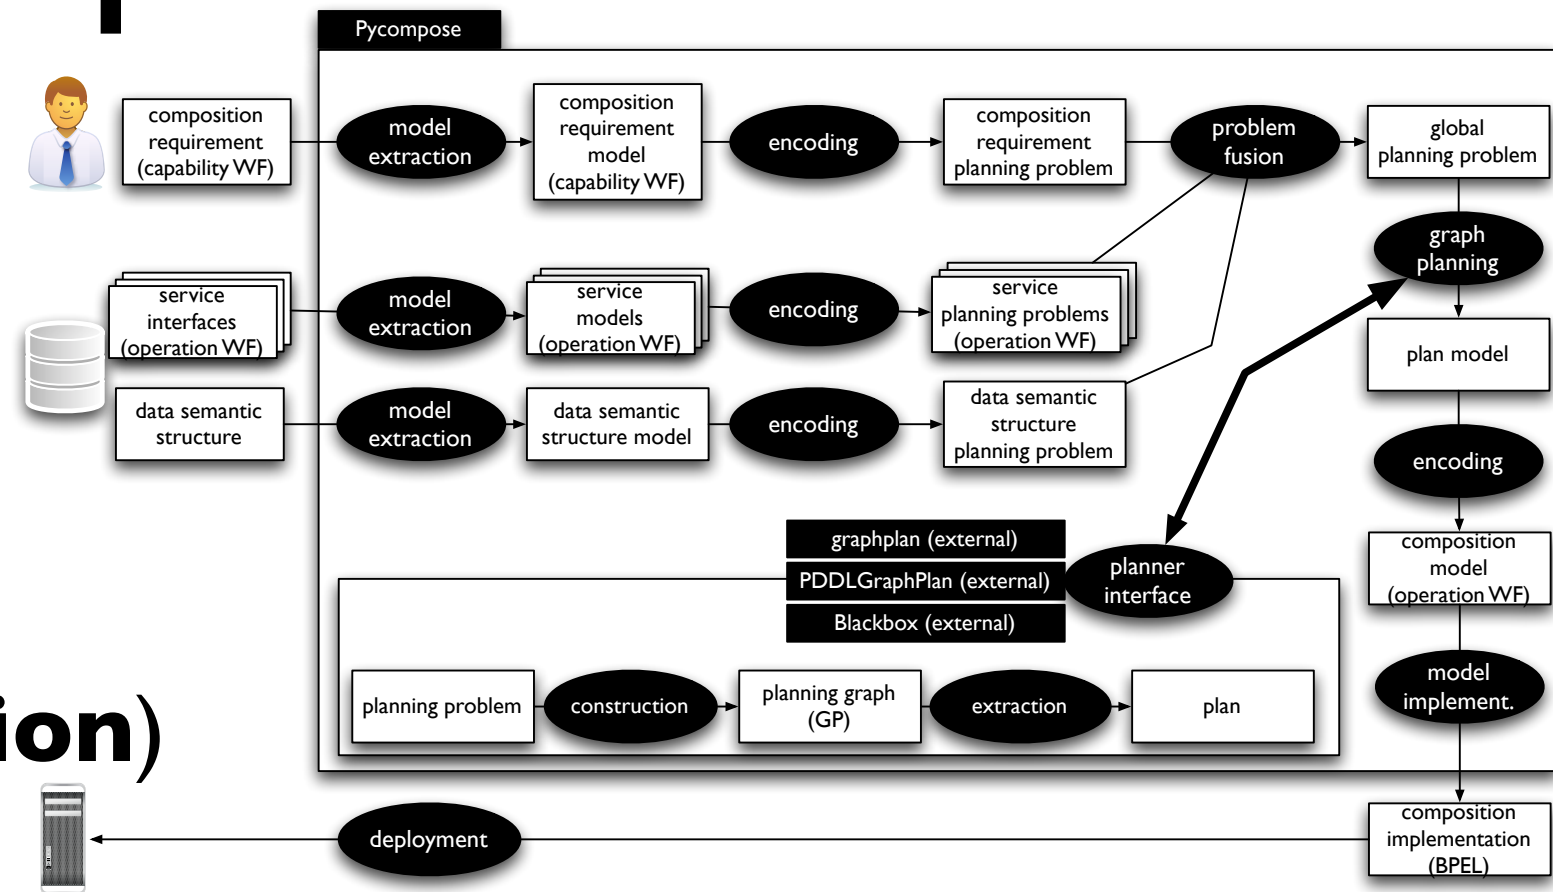 Pycompose
composition
requirement
(capability WF)
model
extraction
composition
requirement
model
(capability WF)
encoding
composition
requirement
planning problem
problem
fusion
global
planning problem
graph
planning
service
interfaces
(operation WF)
model
extraction
service
models
(operation WF)
encoding
service
planning problems
(operation WF)
plan model
data semantic
structure
model
extraction
data semantic
structure model
encoding
data semantic
structure
planning problem
encoding
graphplan (external)
PDDLGraphPlan (external)
Blackbox (external)
planner
interface
composition
model
(operation WF)
planning problem
construction
planning graph
(GP)
extraction
plan
model
implement.
ion)
deployment
composition
implementation
(BPEL)